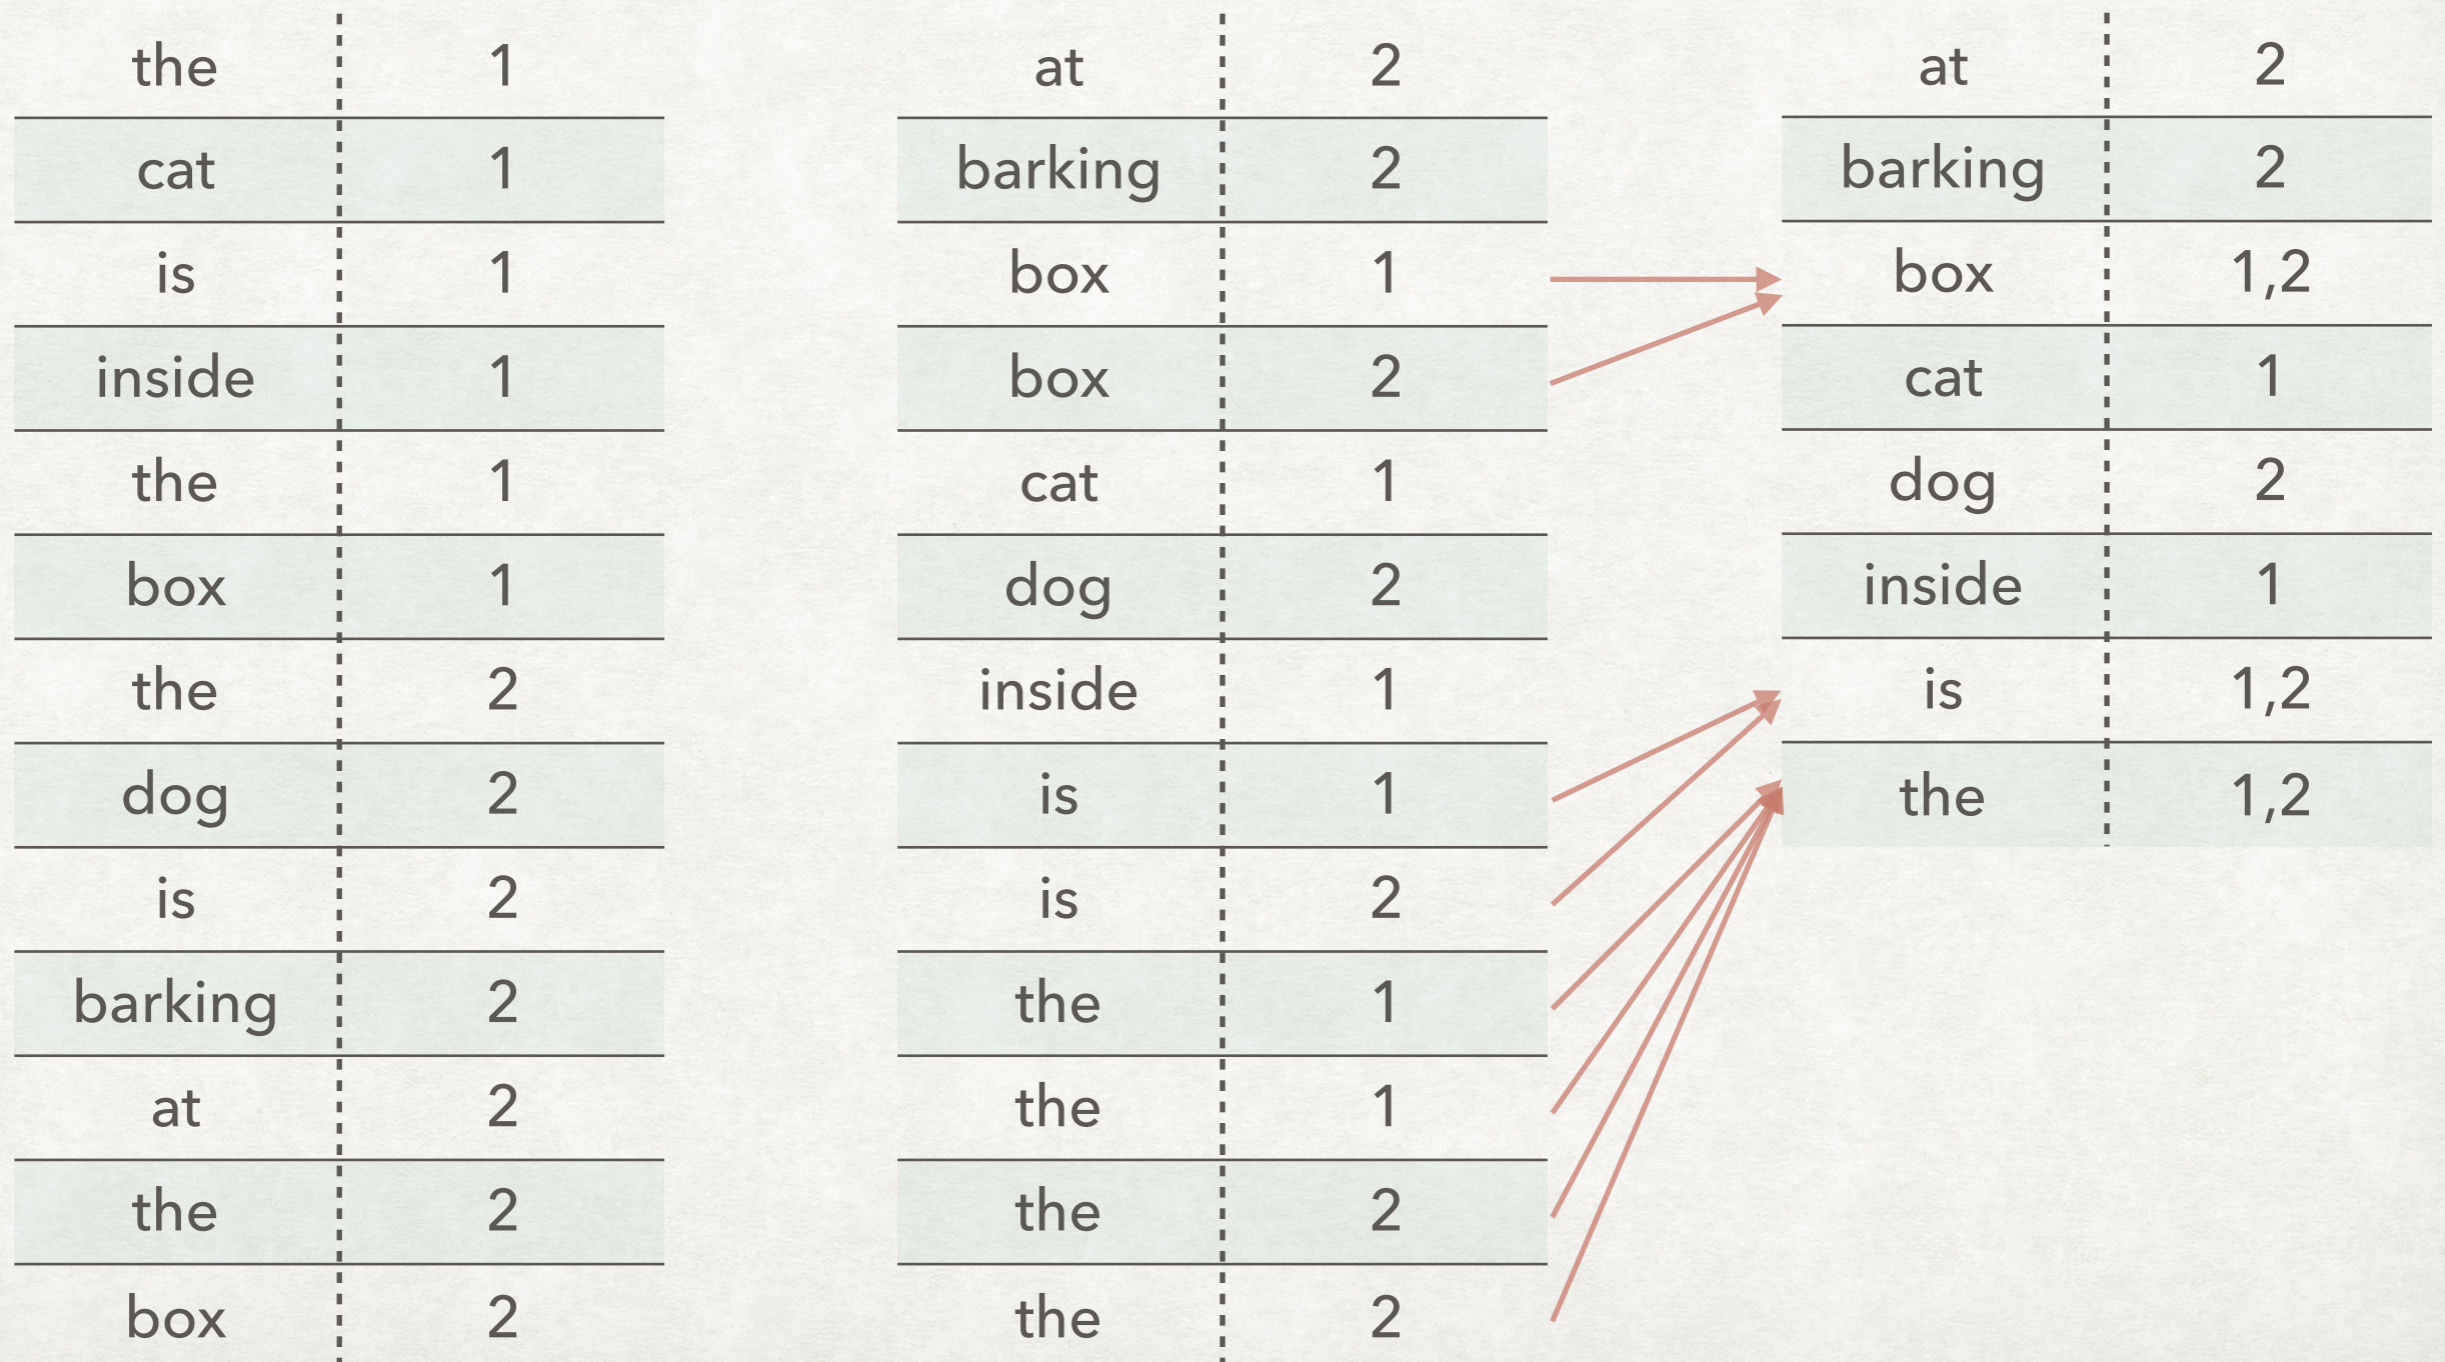 the 1
cat 1
is 1
inside 1
the 1
box 1
the 2
dog 2
is 2
barking 2
at 2
the 2
box 2
at 2
barking 2
box 1
box 2
cat 1
dog 2
inside 1
is 1
is 2
the 1
the 1
the 2
the 2
at 2
barking 2
box 1,2
cat 1
dog 2
inside 1
is 1,2
the 1,2